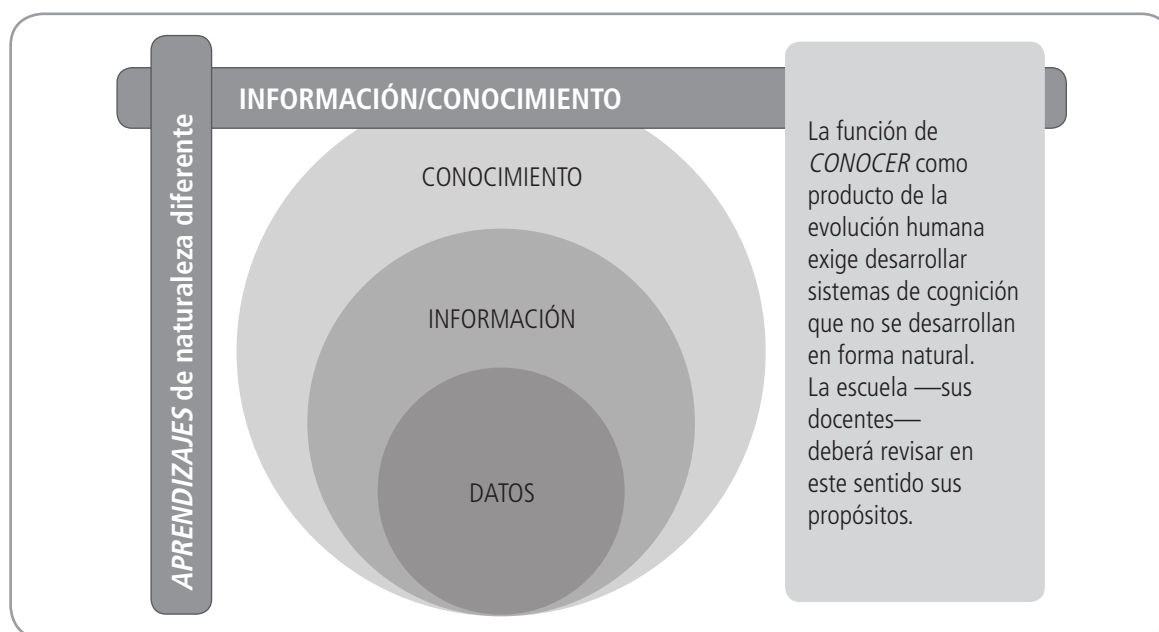 INFORMACIÓN/CONOCIMIENTO
APRENDIZAJES de naturaleza diferente
CONOCIMIENTO
INFORMACIÓN
DATOS
La función de
CONOCER como
producto de la
evolución humana
exige desarrollar
sistemas de cognición
que no se desarrollan
en forma natural.
La escuela —sus
docentes—
deberá revisar en
este sentido sus
propósitos.